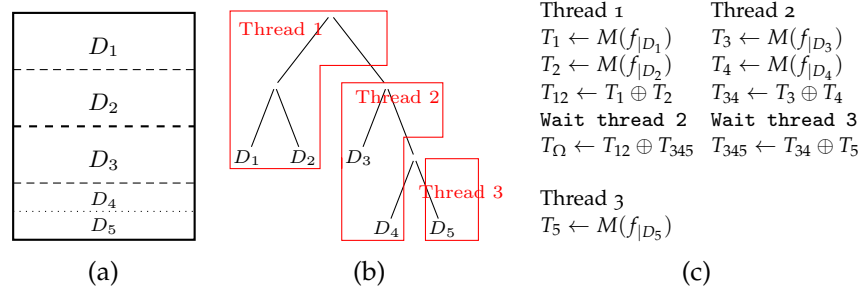 D₁
D₂
D₃
D₄
D₅
(a)
Thread 1
Thread 2
D₁ D₂ D₃
Thread 3
D₄ D₅
(b)
Thread 1
T₁ ← M(f|D₁)
T₂ ← M(f|D₂)
T₁₂ ← T₁ ⊕ T₂
Wait thread 2
T_Ω ← T₁₂ ⊕ T₃₄₅
Thread 2
T₃ ← M(f|D₃)
T₄ ← M(f|D₄)
T₃₄ ← T₃ ⊕ T₄
Wait thread 3
T₃₄₅ ← T₃₄ ⊕ T₅
Thread 3
T₅ ← M(f|D₅)
(c)